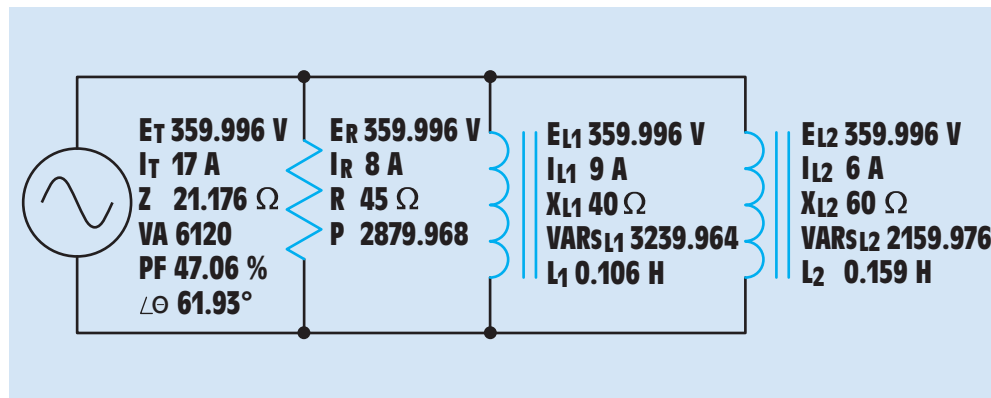 ET 359.996 V
IT 17 A
Z 21.176 Ω
VA 6120
PF 47.06 %
∠Θ 61.93°
ER 359.996 V
IR 8 A
R 45 Ω
P 2879.968
EL1 359.996 V
IL1 9 A
XL1 40 Ω
VARsL1 3239.964
L1 0.106 H
EL2 359.996 V
IL2 6 A
XL2 60 Ω
VARsL2 2159.976
L2 0.159 H